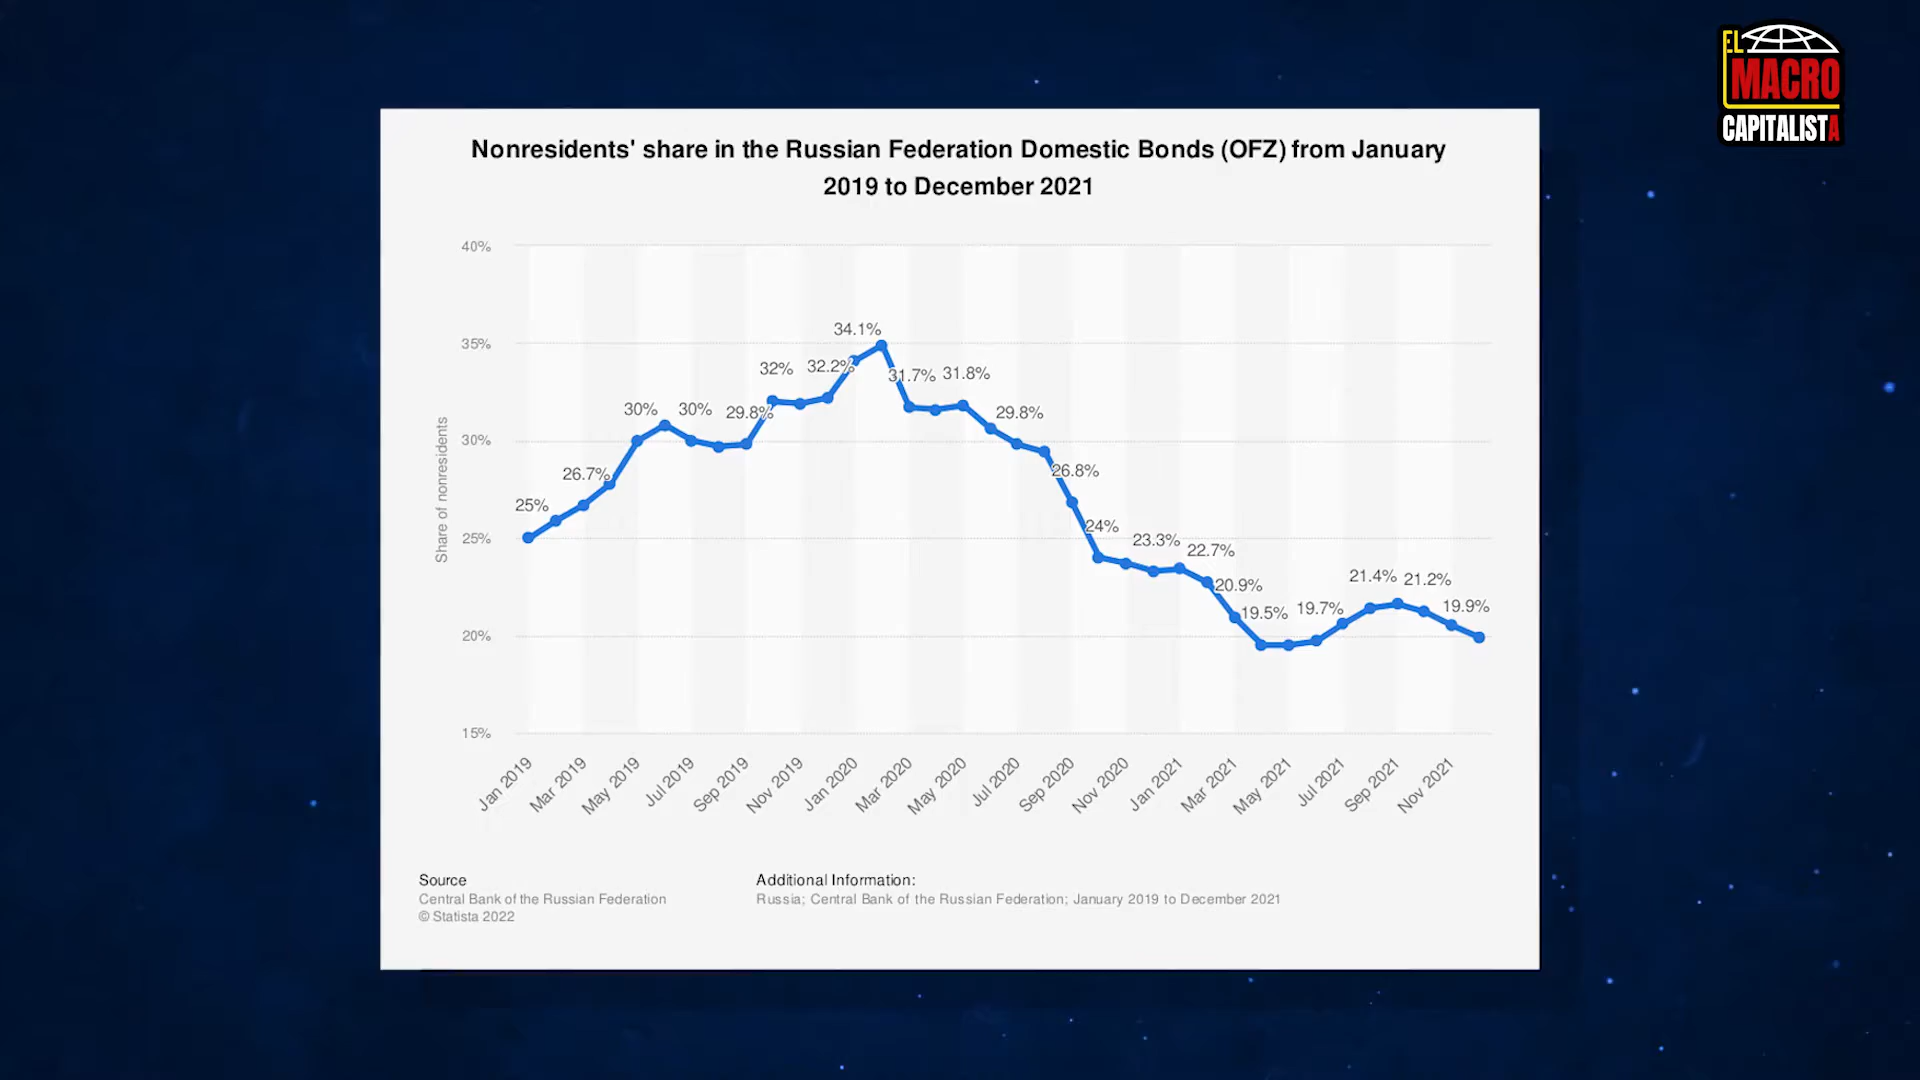 EL
MACRO
CAPITALISTA
Nonresidents' share in the Russian Federation Domestic Bonds (OFZ) from January
2019 to December 2021
Share of nonresidents
40%
35%
30%
25%
20%
15%
25%
26.7%
30%
30%
29.8%
32%
32.2%
34.1%
31.7%
31.8%
29.8%
26.8%
24%
23.3%
22.7%
20.9%
19.5%
19.7%
21.4%
21.2%
19.9%
Jan 2019
Mar 2019
May 2019
Jul 2019
Sep 2019
Nov 2019
Jan 2020
Mar 2020
May 2020
Jul 2020
Sep 2020
Nov 2020
Jan 2021
Mar 2021
May 2021
Jul 2021
Sep 2021
Nov 2021
Source
Central Bank of the Russian Federation
© Statista 2022
Additional Information:
Russia; Central Bank of the Russian Federation; January 2019 to December 2021